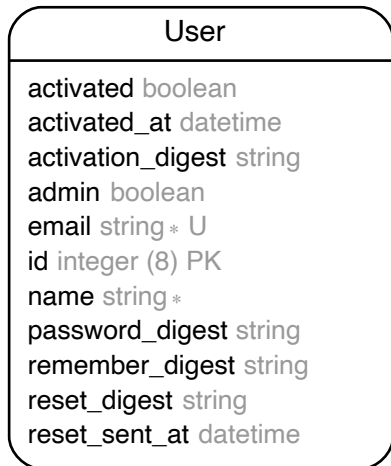 User
activated boolean
activated_at datetime
activation_digest string
admin boolean
email string * U
id integer (8) PK
name string *
password_digest string
remember_digest string
reset_digest string
reset_sent_at datetime